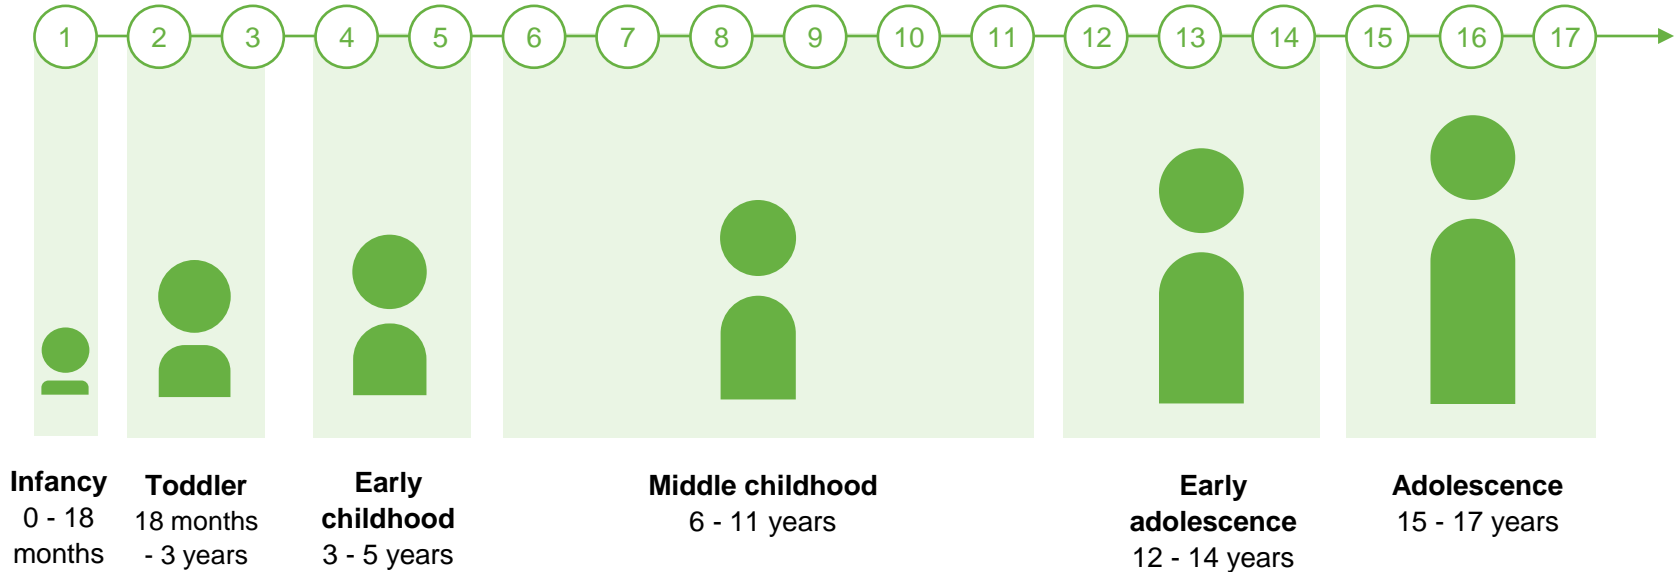 1 2 3 4 5 6 7 8 9 10 11 12 13 14 15 16 17
Infancy
0 - 18
months
Toddler
18 months
- 3 years
Early
childhood
3 - 5 years
Middle childhood
6 - 11 years
Early
adolescence
12 - 14 years
Adolescence
15 - 17 years